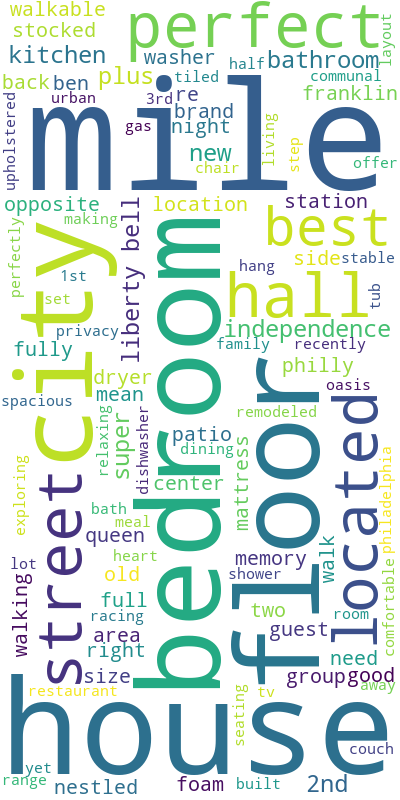 walkable
perfect
layout
stocked
kitchen
washer
half
bathroom
back
ben
plus
tiled
communal
urban
3rd
re
franklin
upholstered
mile
gas
brand
night
living
step
new
chair
offer
opposite
making
location
station
perfectly
city
liberty bell
bedroom
best
side
stable
1st
hang
hall
tub
set
privacy
independence
fully
family
recently
dryer
philly
oasis
spacious
mean
floor
located
relaxing
super
dishwasher
patio
remodeled
dining
mattress
exploring
street
center
philadelphia
bath
meal
queen
heart
memory
walk
comfortable
lot
old
shower
walking
full
two
room
racing
area
guest
right
need
size
group
good
away
restaurant
house
seating
tv
couch
yet
range
nestled
foam
built
2nd